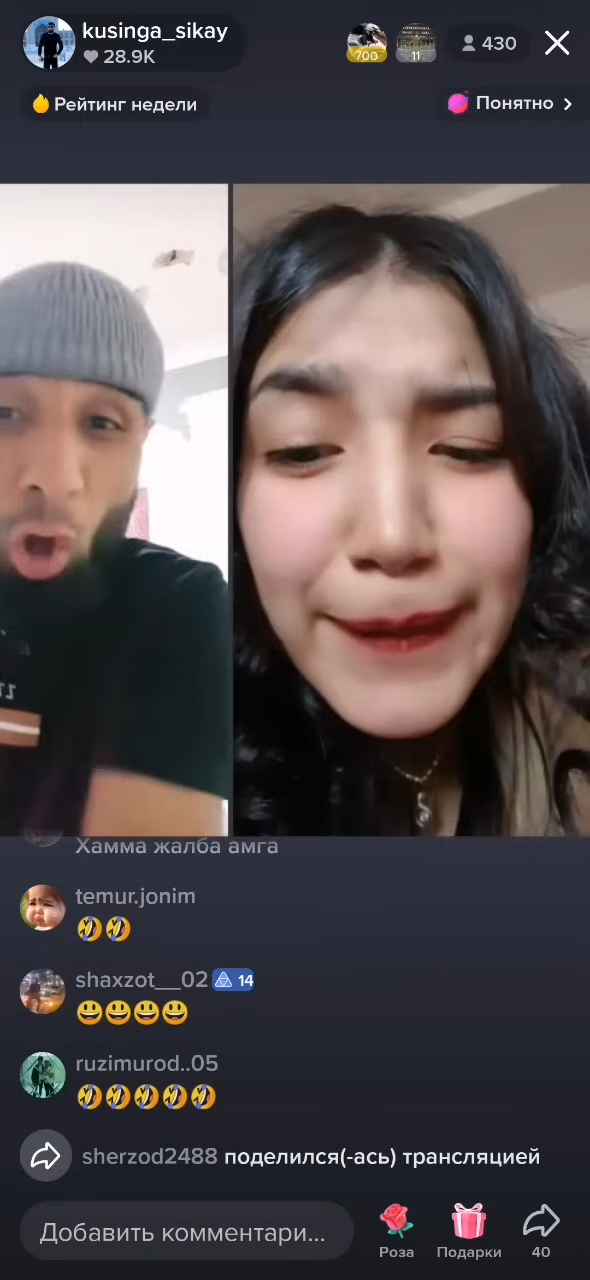 kusinga_sikay
28.9K
700
11
430
Рейтинг недели
Понятно
Хамма жалба амга
temur.jonim
🤣🤣
shaxzot__02 14
😃😃😃😃
ruzimurod..05
🤣🤣🤣🤣🤣
sherzod2488 поделился(-ась) трансляцией
Добавить комментари...
Роза
Подарки
40